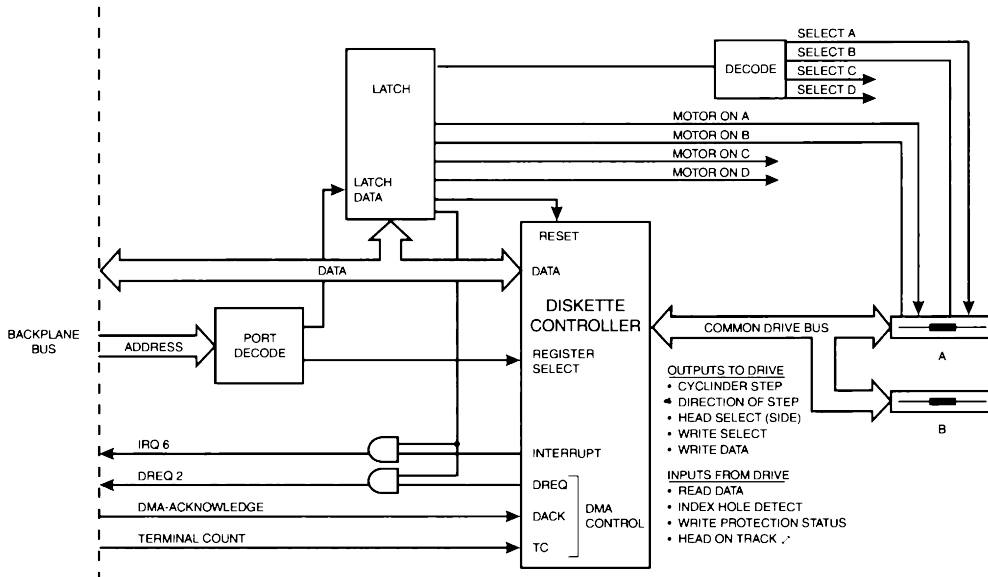 SELECT A
SELECT B
SELECT C
SELECT D
DECODE
LATCH
MOTOR ON A
MOTOR ON B
MOTOR ON C
MOTOR ON D
LATCH
DATA
RESET
DATA
DATA
DISKETTE
CONTROLLER
BACKPLANE
BUS
ADDRESS
PORT
DECODE
REGISTER
SELECT
COMMON DRIVE BUS
A
B
OUTPUTS TO DRIVE
• CYCLINDER STEP
• DIRECTION OF STEP
• HEAD SELECT (SIDE)
• WRITE SELECT
• WRITE DATA
INPUTS FROM DRIVE
• READ DATA
• INDEX HOLE DETECT
• WRITE PROTECTION STATUS
• HEAD ON TRACK
IRQ 6
INTERRUPT
DREQ 2
DREQ
DMA-ACKNOWLEDGE
DACK
DMA
CONTROL
TERMINAL COUNT
TC